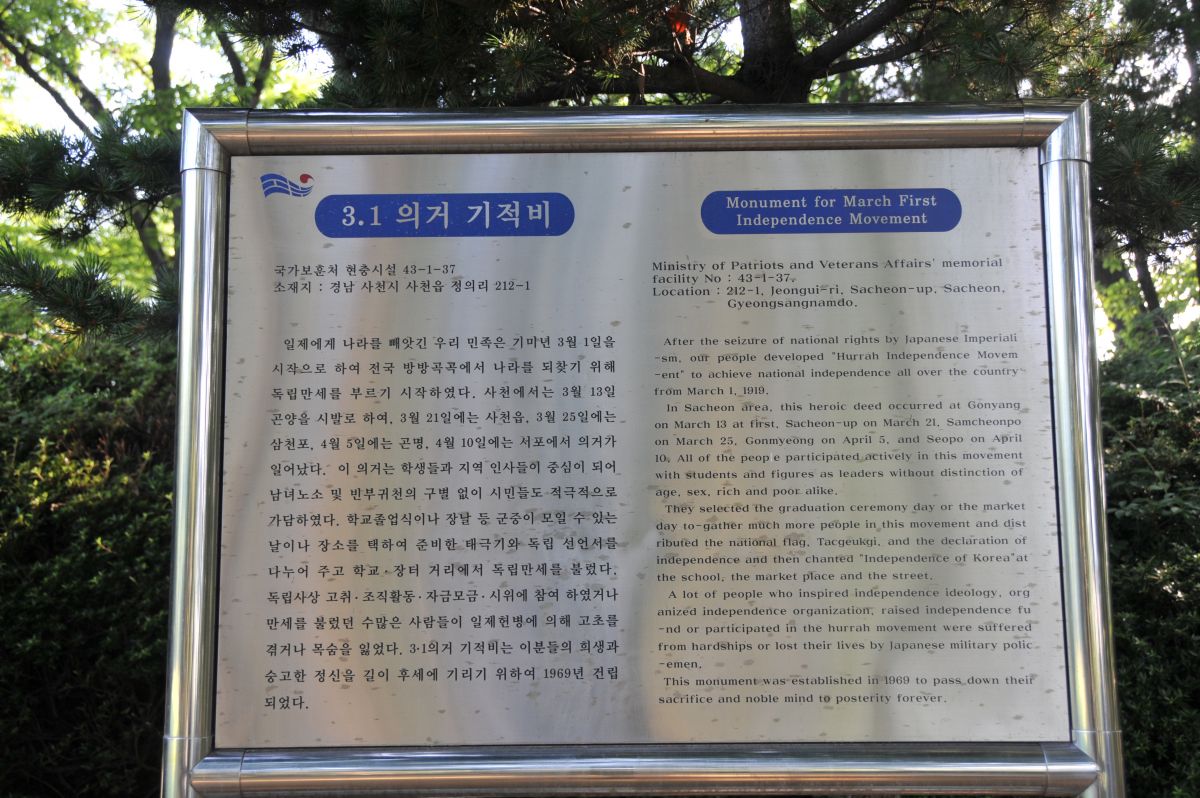 3.1 의거 기적비
국가보훈처 현충시설 43-1-37
소재지 : 경남 사천시 사천읍 정의리 212-1
일제에게 나라를 빼앗긴 우리 민족은 기미년 3월 1일을
시작으로 하여 전국 방방곡곡에서 나라를 되찾기 위해
독립만세를 부르기 시작하였다. 사천에서는 3월 13일
곤양을 시발로 하여, 3월 21일에는 사천읍, 3월 25일에는
삼천포, 4월 5일에는 곤명, 4월 10일에는 서포에서 의거가
일어났다. 이 의거는 학생들과 지역 인사들이 중심이 되어
남녀노소 및 빈부귀천의 구별 없이 시민들도 적극적으로
가담하였다. 학교졸업식이나 장날 등 군중이 모일 수 있는
날이나 장소를 택하여 준비한 태극기와 독립 선언서를
나누어 주고 학교·장터 거리에서 독립만세를 불렀다.
독립사상 고취·조직활동·자금모금·시위에 참여 하였거나
만세를 불렀던 수많은 사람들이 일제헌병에 의해 고초를
겪거나 목숨을 잃었다. 3·1의거 기적비는 이분들의 희생과
숭고한 정신을 길이 후세에 기리기 위하여 1969년 건립
되었다.
Monument for March First
Independence Movement
Ministry of Patriots and Veterans Affairs' memorial
facility No : 43-1-37.
Location : 212-1, Jeongui-ri, Sacheon-up, Sacheon,
Gyeongsangnamdo.
After the seizure of national rights by Japanese Imperiali
-sm, our people developed "Hurrah Independence Movem
-ent" to achieve national independence all over the country
from March 1, 1919.
In Sacheon area, this heroic deed occurred at Gonyang
on March 13 at first, Sacheon-up on March 21, Samcheonpo
on March 25, Gonmyeong on April 5, and Seopo on April
10. All of the people participated actively in this movement
with students and figures as leaders without distinction of
age, sex, rich and poor alike.
They selected the graduation ceremony day or the market
day to-gather much more people in this movement and dist
ributed the national flag, Taegeukgi, and the declaration of
independence and then chanted "Independence of Korea"at
the school, the market place and the street.
A lot of people who inspired independence ideology, org
anized independence organization, raised independence fu
-nd or participated in the hurrah movement were suffered
from hardships or lost their lives by Japanese military polic
-emen.
This monument was established in 1969 to pass down their
sacrifice and noble mind to posterity forever.